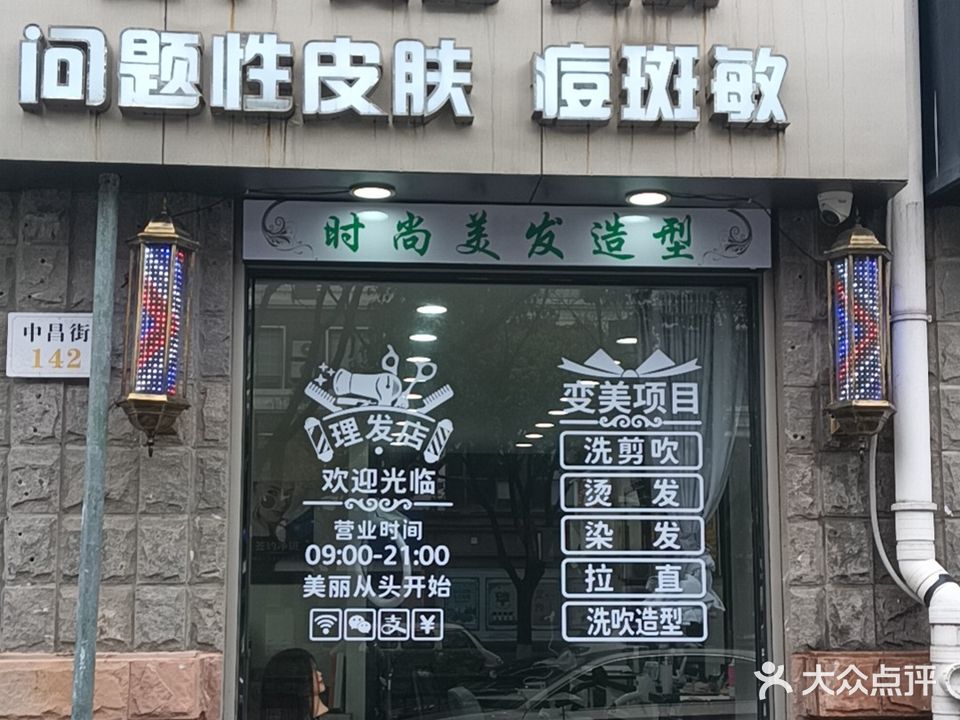 问题性皮肤 痘斑敏
时尚美发造型
中昌街
142
理发店
欢迎光临
营业时间
09:00-21:00
美丽从头开始
变美项目
洗剪吹
烫发
染发
拉直
洗吹造型
大众点评